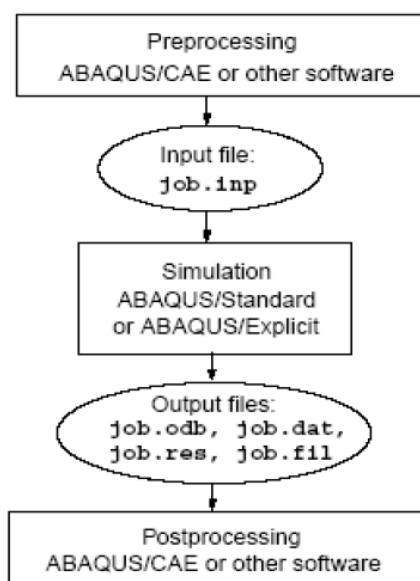 Preprocessing
ABAQUS/CAE or other software
Input file:
job.inp
Simulation
ABAQUS/Standard
or ABAQUS/Explicit
Output files:
job.odb, job.dat,
job.res, job.fil
Postprocessing
ABAQUS/CAE or other software